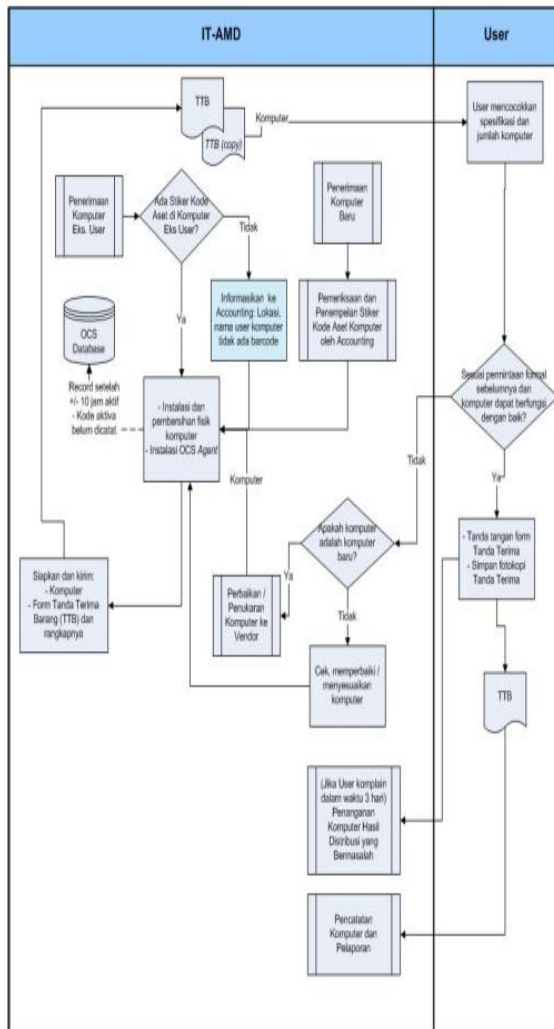 IT-AMD
User
TTB
TTB (copy)
Komputer
User mencocokkan
spesifikasi dan
jumlah komputer
Penerimaan
Komputer
Eks. User
Ada Stiker Kode
Aset di Komputer
Eks User?
Tidak
Ya
Penerimaan
Komputer
Baru
Informasikan ke
Accounting: Lokasi,
nama user komputer
tidak ada barcode
Pemeriksaan dan
Penempelan Stiker
Kode Aset Komputer
oleh Accounting
OCS
Database
Record setelah
+/- 10 jam aktif
- Kode aktiva
belum dicatat
- Instalasi dan
pembersihan fisik
komputer
- Instalasi OCS Agent
Sesuai permintaan formal
sebelumnya dan
komputer dapat berfungsi
dengan baik?
Tidak
Ya
Komputer
Apakah komputer
adalah komputer
baru?
Ya
Tidak
Siapkan dan kirim:
- Komputer
- Form Tanda Terima
Barang (TTB) dan
rangkapnya
Perbaikan /
Penukaran
Komputer ke
Vendor
- Tanda tangan form
Tanda Terima
- Simpan fotokopi
Tanda Terima
Cek, memperbaiki /
menyesuaikan
komputer
TTB
(Jika User komplain
dalam waktu 3 hari)
Penanganan
Komputer Hasil
Distribusi yang
Bermasalah
Pencatatan
Komputer dan
Pelaporan